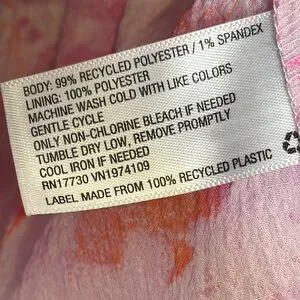 BODY: 99% RECYCLED POLYESTER / 1% SPANDEX
LINING: 100% POLYESTER
MACHINE WASH COLD WITH LIKE COLORS
GENTLE CYCLE
ONLY NON-CHLORINE BLEACH IF NEEDED
TUMBLE DRY LOW, REMOVE PROMPTLY
COOL IRON IF NEEDED
RN17730 VN1974109
LABEL MADE FROM 100% RECYCLED PLASTIC